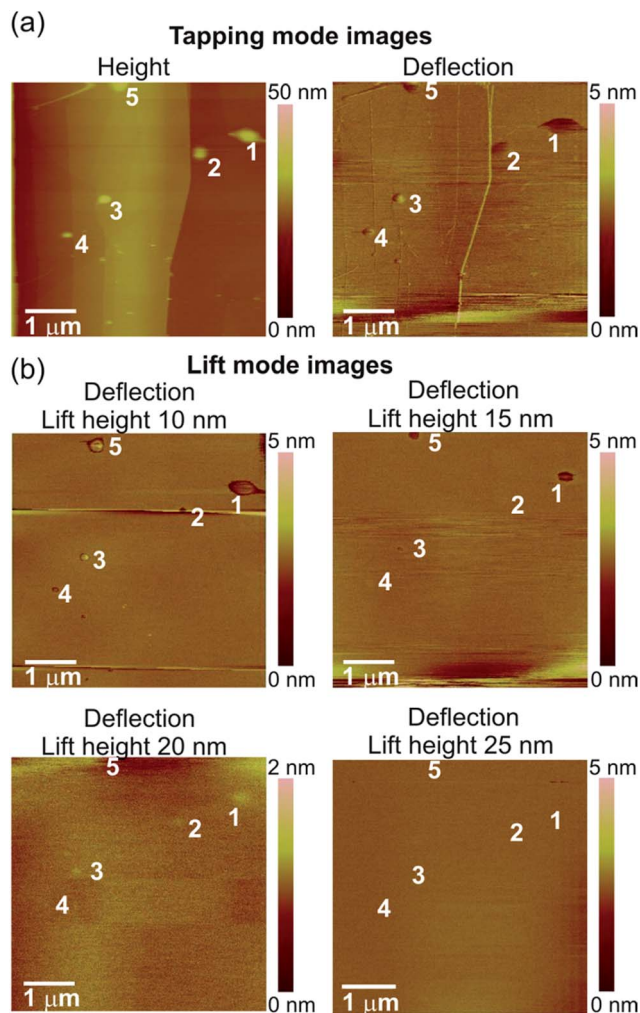 (a)
Tapping mode images
Height
Deflection
50 nm
0 nm
5
1
2
3
4
1 μm
5 nm
0 nm
5
1
2
3
4
1 μm
(b)
Lift mode images
Deflection
Lift height 10 nm
5 nm
0 nm
5
1
2
3
4
1 μm
Deflection
Lift height 15 nm
5 nm
0 nm
5
1
2
3
4
1 μm
Deflection
Lift height 20 nm
2 nm
0 nm
5
1
2
3
4
1 μm
Deflection
Lift height 25 nm
5 nm
0 nm
5
1
2
3
4
1 μm